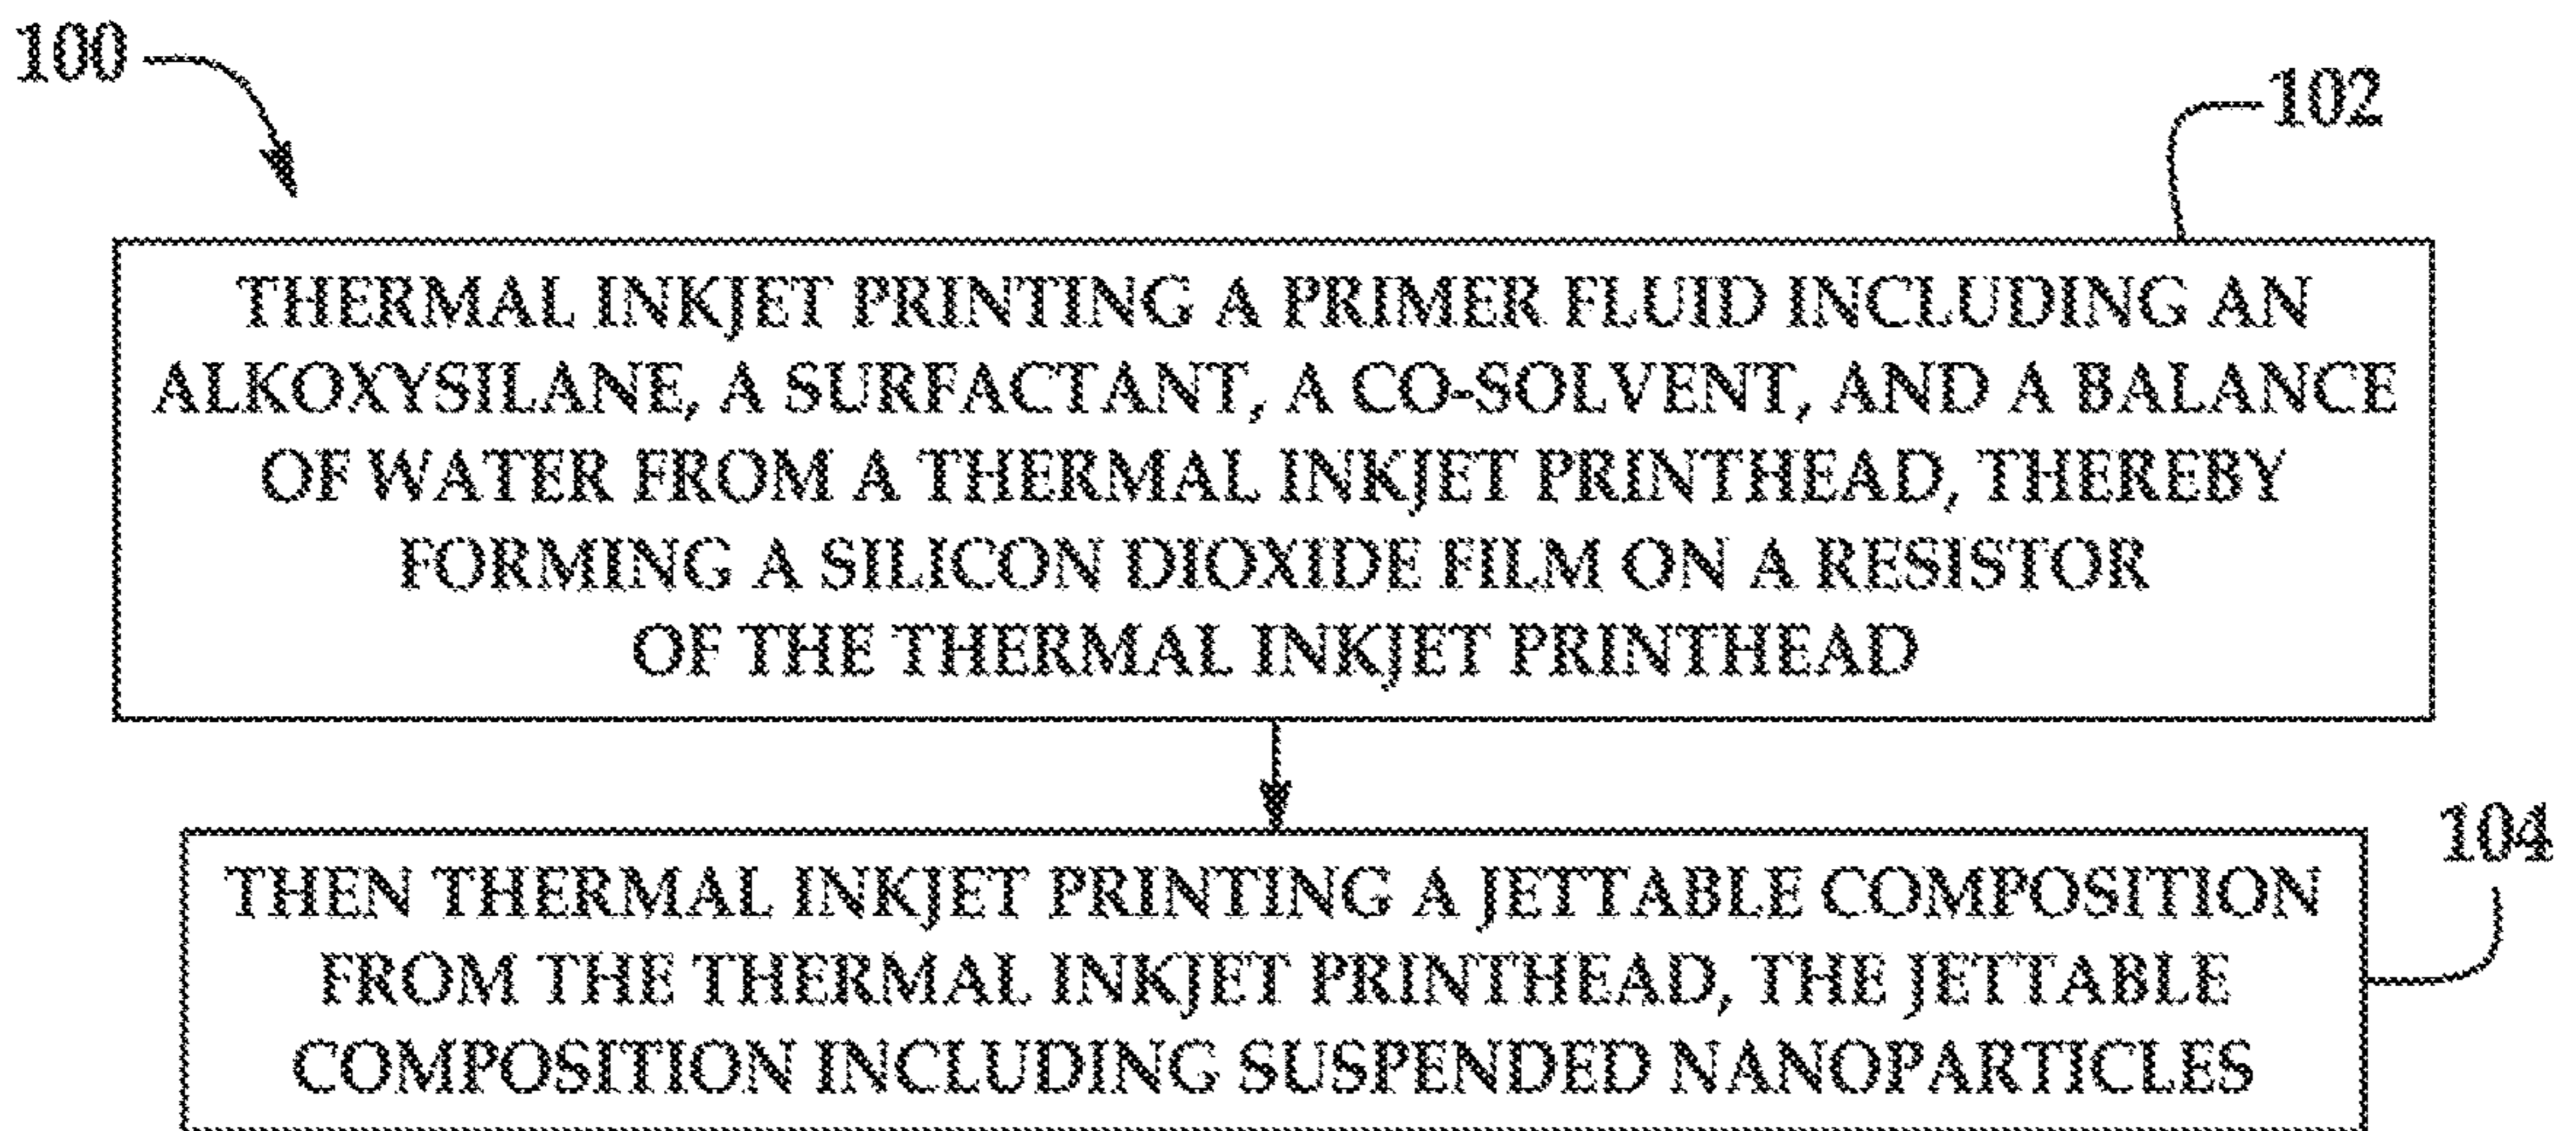 100
102
THERMAL INKJET PRINTING A PRIMER FLUID INCLUDING AN
ALKOXYSILANE, A SURFACTANT, A CO-SOLVENT, AND A BALANCE
OF WATER FROM A THERMAL INKJET PRINTHEAD, THEREBY
FORMING A SILICON DIOXIDE FILM ON A RESISTOR
OF THE THERMAL INKJET PRINTHEAD
104
THEN THERMAL INKJET PRINTING A JETTABLE COMPOSITION
FROM THE THERMAL INKJET PRINTHEAD, THE JETTABLE
COMPOSITION INCLUDING SUSPENDED NANOPARTICLES